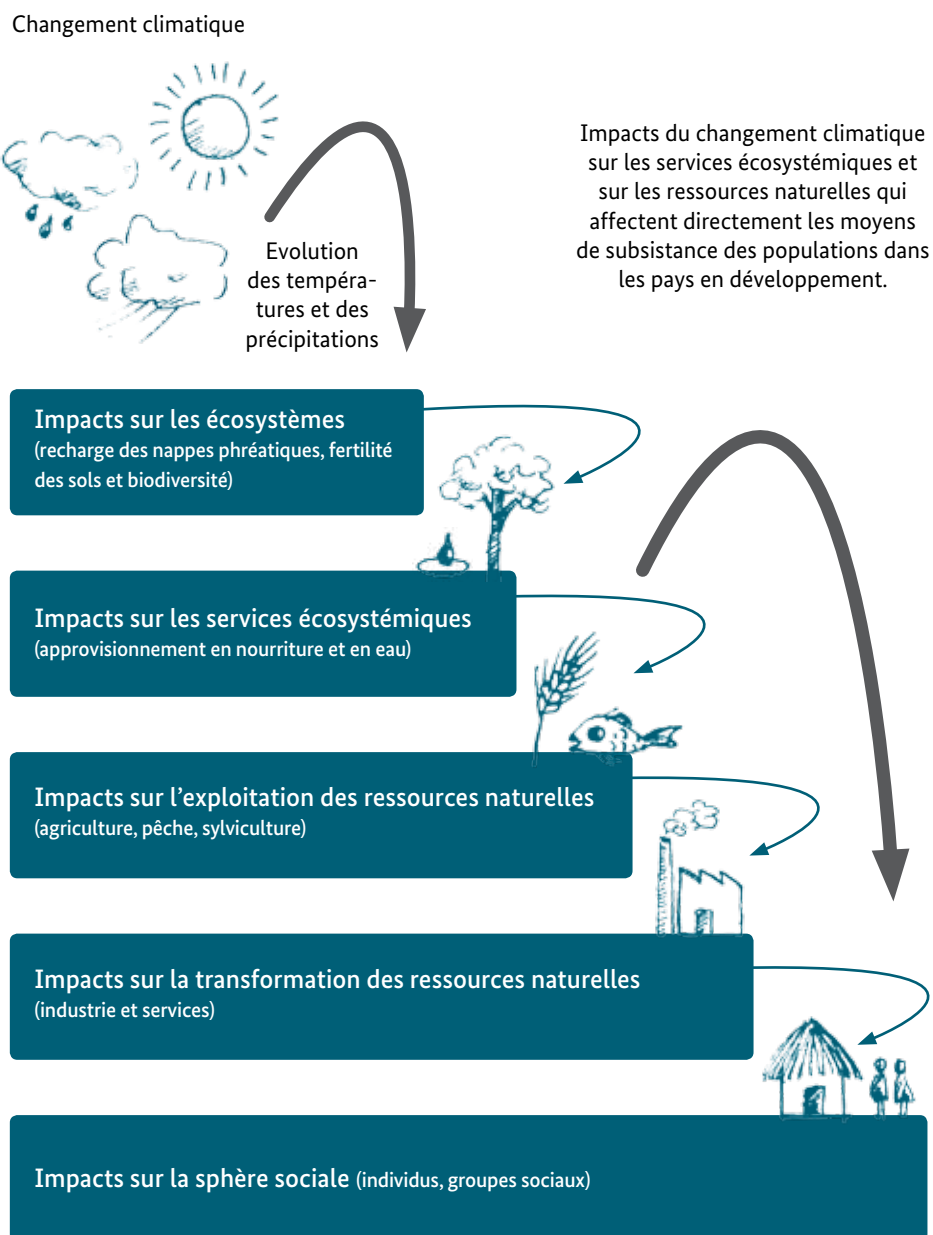 Changement climatique
Impacts du changement climatique
sur les services écosystémiques et
sur les ressources naturelles qui
affectent directement les moyens
de subsistance des populations dans
les pays en développement.
Evolution
des tempéra-
tures et des
précipitations
Impacts sur les écosystèmes
(recharge des nappes phréatiques, fertilité
des sols et biodiversité)
Impacts sur les services écosystémiques
(approvisionnement en nourriture et en eau)
Impacts sur l’exploitation des ressources naturelles
(agriculture, pêche, sylviculture)
Impacts sur la transformation des ressources naturelles
(industrie et services)
Impacts sur la sphère sociale (individus, groupes sociaux)